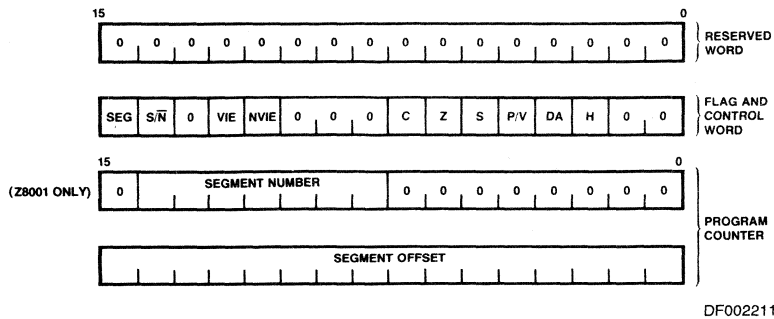 15 0
0 0 0 0 0 0 0 0 0 0 0 0 0 0 0 0
RESERVED
WORD
SEG S/N̅ 0 VIE NVIE 0 0 0 C Z S P/V DA H 0 0
FLAG AND
CONTROL
WORD
15 0
(Z8001 ONLY) 0 SEGMENT NUMBER 0 0 0 0 0 0 0 0
SEGMENT OFFSET
PROGRAM
COUNTER
DF002211